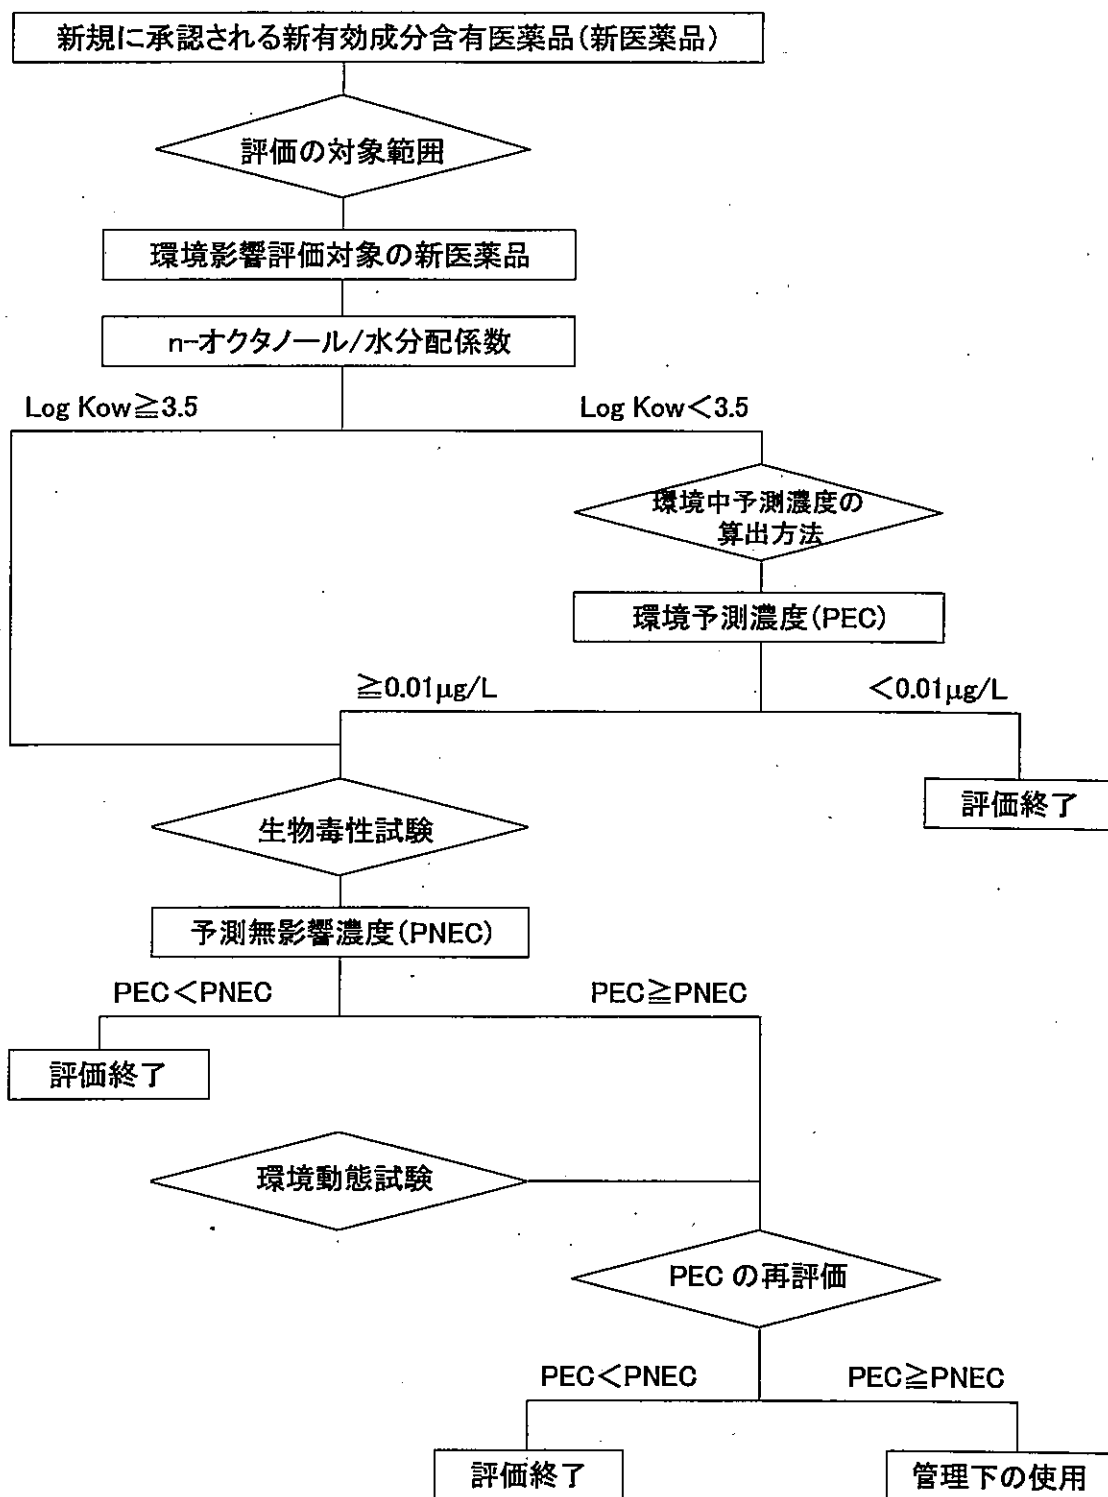 新規に承認される新有効成分含有医薬品(新医薬品)
評価の対象範囲
環境影響評価対象の新医薬品
n-オクタノール/水分配係数
Log Kow≧3.5
Log Kow<3.5
環境中予測濃度の
算出方法
環境予測濃度(PEC)
≧0.01μg/L
<0.01μg/L
評価終了
生物毒性試験
予測無影響濃度(PNEC)
PEC<PNEC
PEC≧PNEC
評価終了
環境動態試験
PEC の再評価
PEC<PNEC
PEC≧PNEC
評価終了
管理下の使用